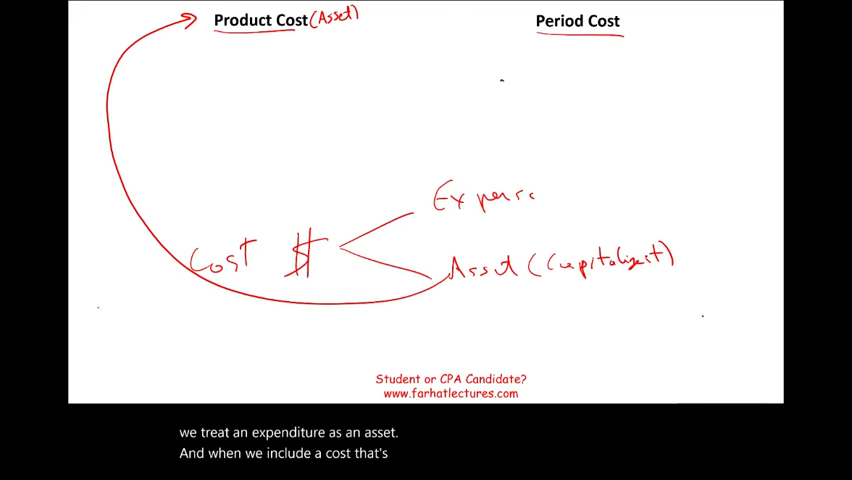 Product Cost (Asset)
Period Cost
Expense
Cost $
Asset (Capitalized)
Student or CPA Candidate?
www.farhatlectures.com
we treat an expenditure as an asset.
And when we include a cost that's